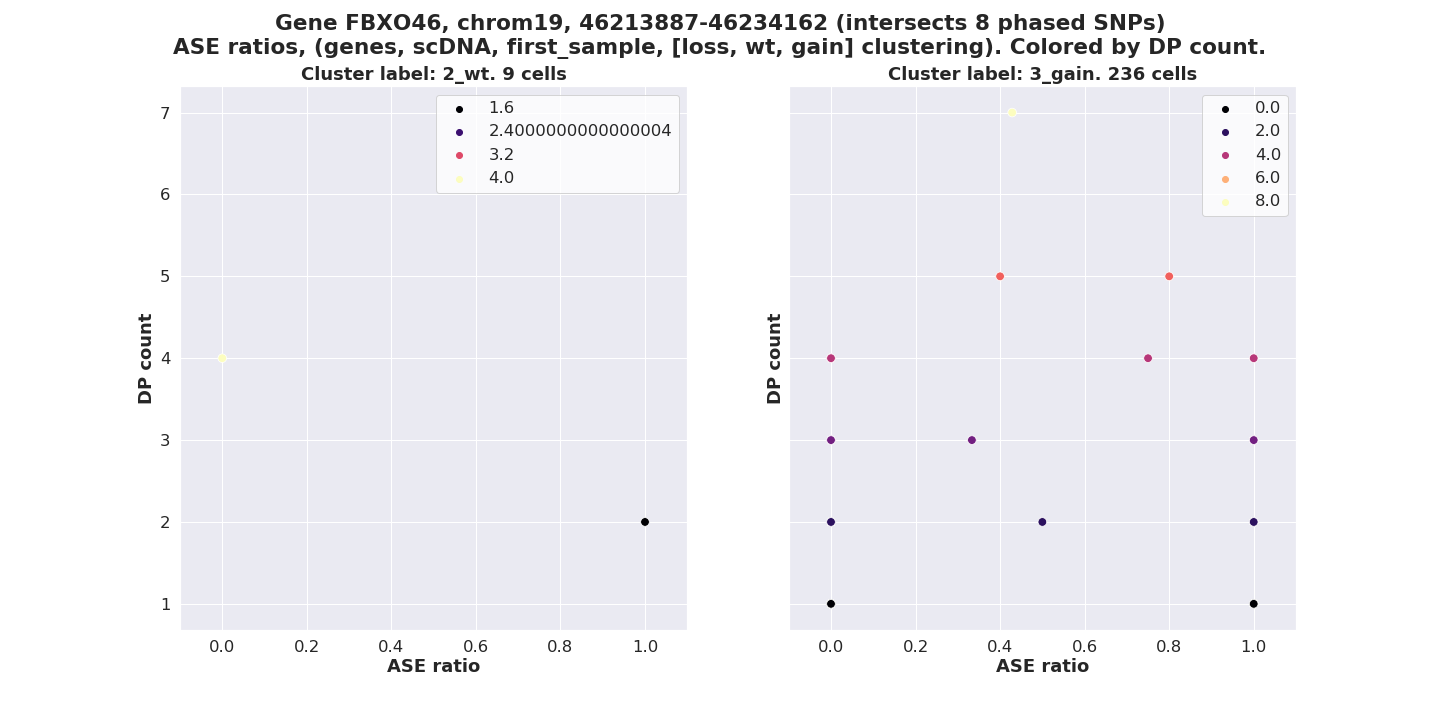 Gene FBXO46, chrom19, 46213887-46234162 (intersects 8 phased SNPs)
ASE ratios, (genes, scDNA, first_sample, [loss, wt, gain] clustering). Colored by DP count.
Cluster label: 2_wt. 9 cells
1.6
2.4000000000000004
3.2
4.0
7
6
5
4
3
2
1
DP count
0.0 0.2 0.4 0.6 0.8 1.0
ASE ratio
Cluster label: 3_gain. 236 cells
0.0
2.0
4.0
6.0
8.0
DP count
0.0 0.2 0.4 0.6 0.8 1.0
ASE ratio